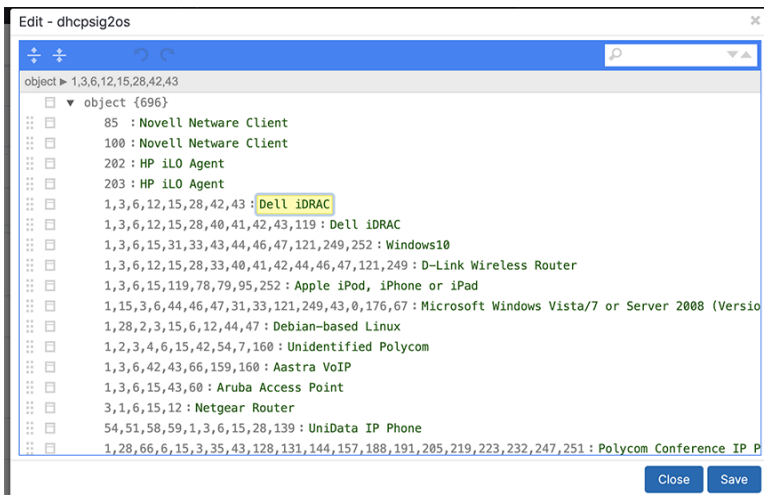 Edit - dhcpsig2os
object ► 1,3,6,12,15,28,42,43
object {696}
85 : Novell Netware Client
100 : Novell Netware Client
202 : HP iLO Agent
203 : HP iLO Agent
1,3,6,12,15,28,42,43 : Dell iDRAC
1,3,6,12,15,28,40,41,42,43,119 : Dell iDRAC
1,3,6,15,31,33,43,44,46,47,121,249,252 : Windows10
1,3,6,12,15,28,33,40,41,42,44,46,47,121,249 : D-Link Wireless Router
1,3,6,15,119,78,79,95,252 : Apple iPod, iPhone or iPad
1,15,3,6,44,46,47,31,33,121,249,43,0,176,67 : Microsoft Windows Vista/7 or Server 2008 (Versio
1,28,2,3,15,6,12,44,47 : Debian-based Linux
1,2,3,4,6,15,42,54,7,160 : Unidentified Polycom
1,3,6,42,43,66,159,160 : Aastra VoIP
1,3,6,15,43,60 : Aruba Access Point
3,1,6,15,12 : Netgear Router
54,51,58,59,1,3,6,15,28,139 : UniData IP Phone
1,28,66,6,15,3,35,43,128,131,144,157,188,191,205,219,223,232,247,251 : Polycom Conference IP P
Close Save